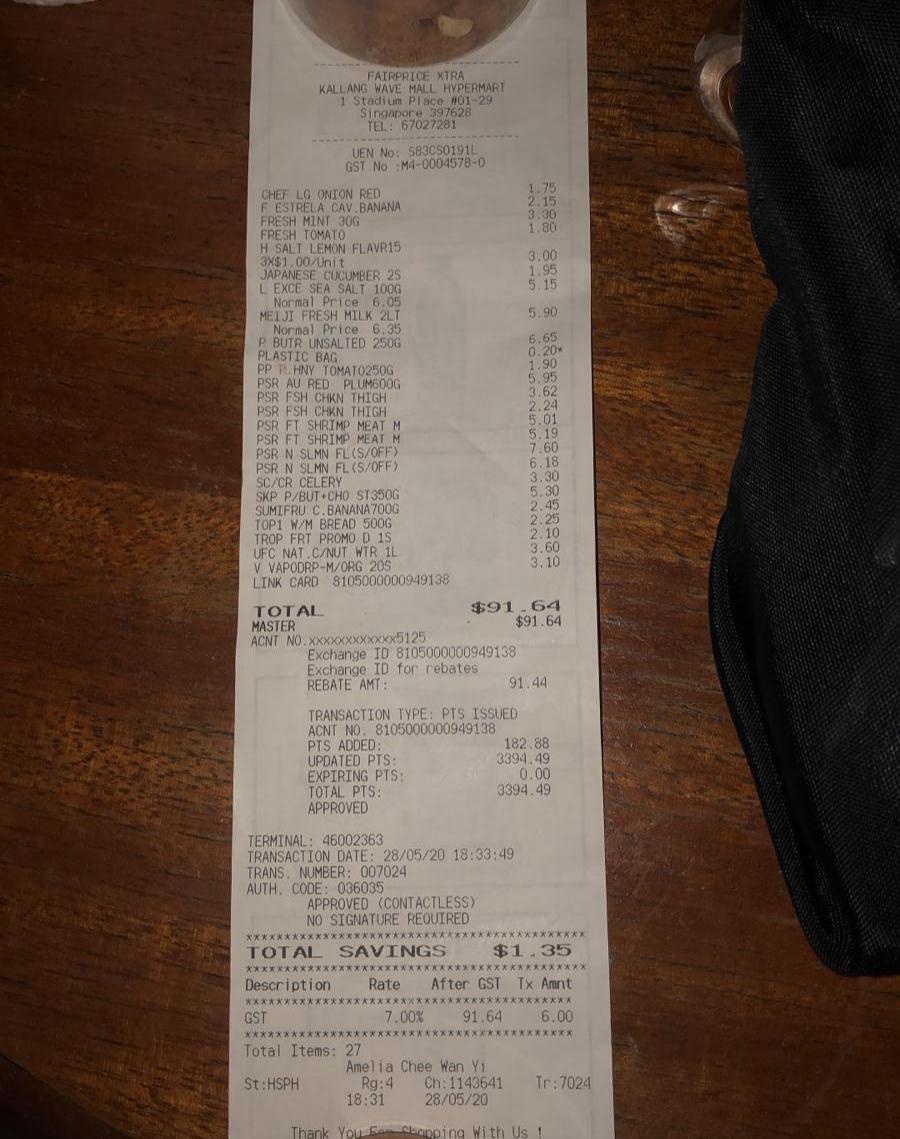 FAIRPRICE XTRA
KALLANG WAVE MALL HYPERMART
1 Stadium Place #01-29
Singapore 397628
TEL: 67027281
UEN No: S83CS0191L
GST No :M4-0004578-0
CHEF LG ONION RED 1.75
F ESTRELA CAV.BANANA 2.15
FRESH MINT 30G 3.30
FRESH TOMATO 1.80
H SALT LEMON FLAVR15
3X$1.00/Unit 3.00
JAPANESE CUCUMBER 2S 1.95
L EXCE SEA SALT 100G 5.15
Normal Price 6.05
MEIJI FRESH MILK 2LT 5.90
Normal Price 6.35
P BUTR UNSALTED 250G 6.65
PLASTIC BAG 0.20*
PP .HNY TOMATO250G 1.90
PSR AU RED PLUM600G 5.95
PSR FSH CHKN THIGH 3.62
PSR FSH CHKN THIGH 2.24
PSR FT SHRIMP MEAT M 5.01
PSR FT SHRIMP MEAT M 5.19
PSR N SLMN FL(S/OFF) 7.60
PSR N SLMN FL(S/OFF) 6.18
SC/CR CELERY 3.30
SKP P/BUT+CHO ST350G 5.30
SUMIFRU C.BANANA700G 2.45
TOP1 W/M BREAD 500G 2.25
TROP FRT PROMO D 1S 2.10
UFC NAT.C/NUT WTR 1L 3.60
V VAPODRP-M/ORG 20S 3.10
LINK CARD 8105000000949138
TOTAL $91.64
MASTER $91.64
ACNT NO.xxxxxxxxxxxx5125
Exchange ID 8105000000949138
Exchange ID for rebates
REBATE AMT: 91.44
TRANSACTION TYPE: PTS ISSUED
ACNT NO. 8105000000949138
PTS ADDED: 182.88
UPDATED PTS: 3394.49
EXPIRING PTS: 0.00
TOTAL PTS: 3394.49
APPROVED
TERMINAL: 46002363
TRANSACTION DATE: 28/05/20 18:33:49
TRANS. NUMBER: 007024
AUTH. CODE: 036035
APPROVED (CONTACTLESS)
NO SIGNATURE REQUIRED
TOTAL SAVINGS $1.35
Description Rate After GST Tx Amnt
GST 7.00% 91.64 6.00
Total Items: 27
Amelia Chee Wan Yi
St:HSPH Rg:4 Ch:1143641 Tr:7024
18:31 28/05/20
Thank You For Shopping With Us !